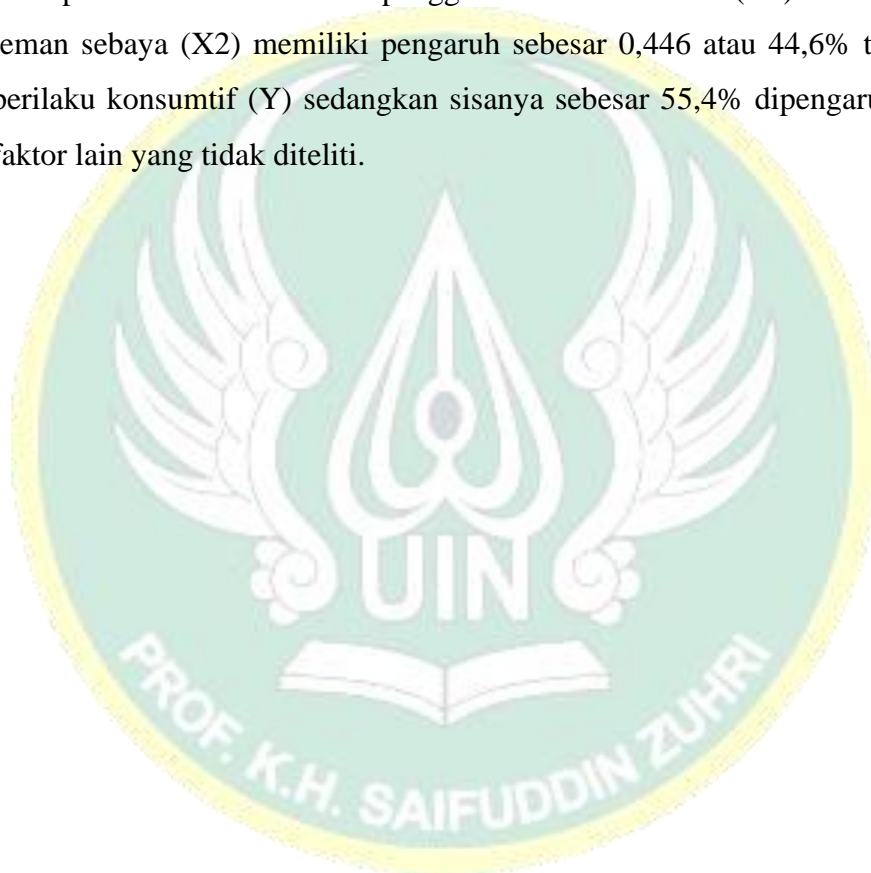 teman sebaya (X2) memiliki pengaruh sebesar 0,446 atau 44,6%
perilaku konsumtif (Y) sedangkan sisanya sebesar 55,4%
faktor lain yang tidak diteliti.
UIN
PROF. K.H. SAIFUDDIN ZUHRI